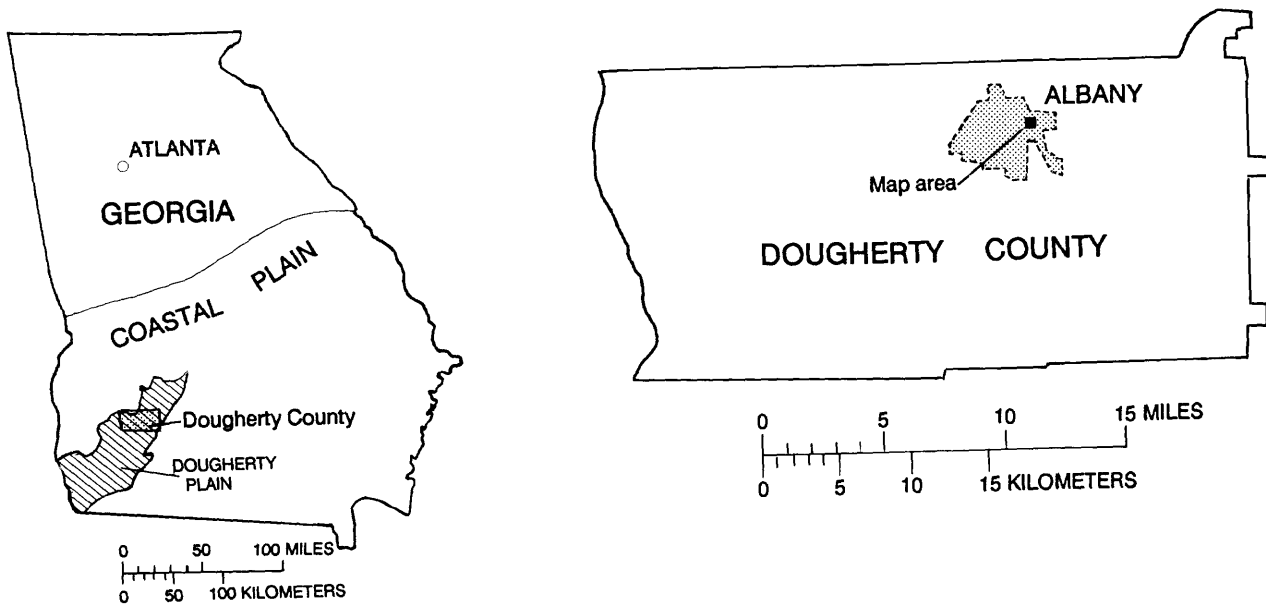 ATLANTA
GEORGIA
COASTAL PLAIN
Dougherty County
DOUGHERTY
PLAIN
0 50 100 MILES
0 50 100 KILOMETERS
ALBANY
Map area
DOUGHERTY COUNTY
0 5 10 15 MILES
0 5 10 15 KILOMETERS